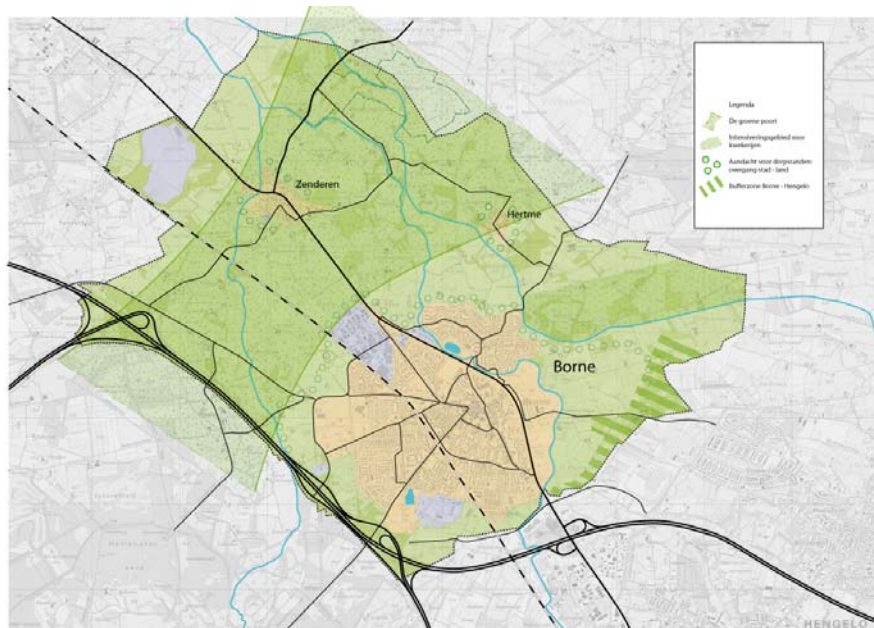 Legenda
De groene poort
Intensiveringsgebied voor
kwekerijen
Aandacht voor dorpsranden:
overgang stad - land
Bufferzone Borne - Hengelo
Zenderen
Hertme
Borne
HENGELO